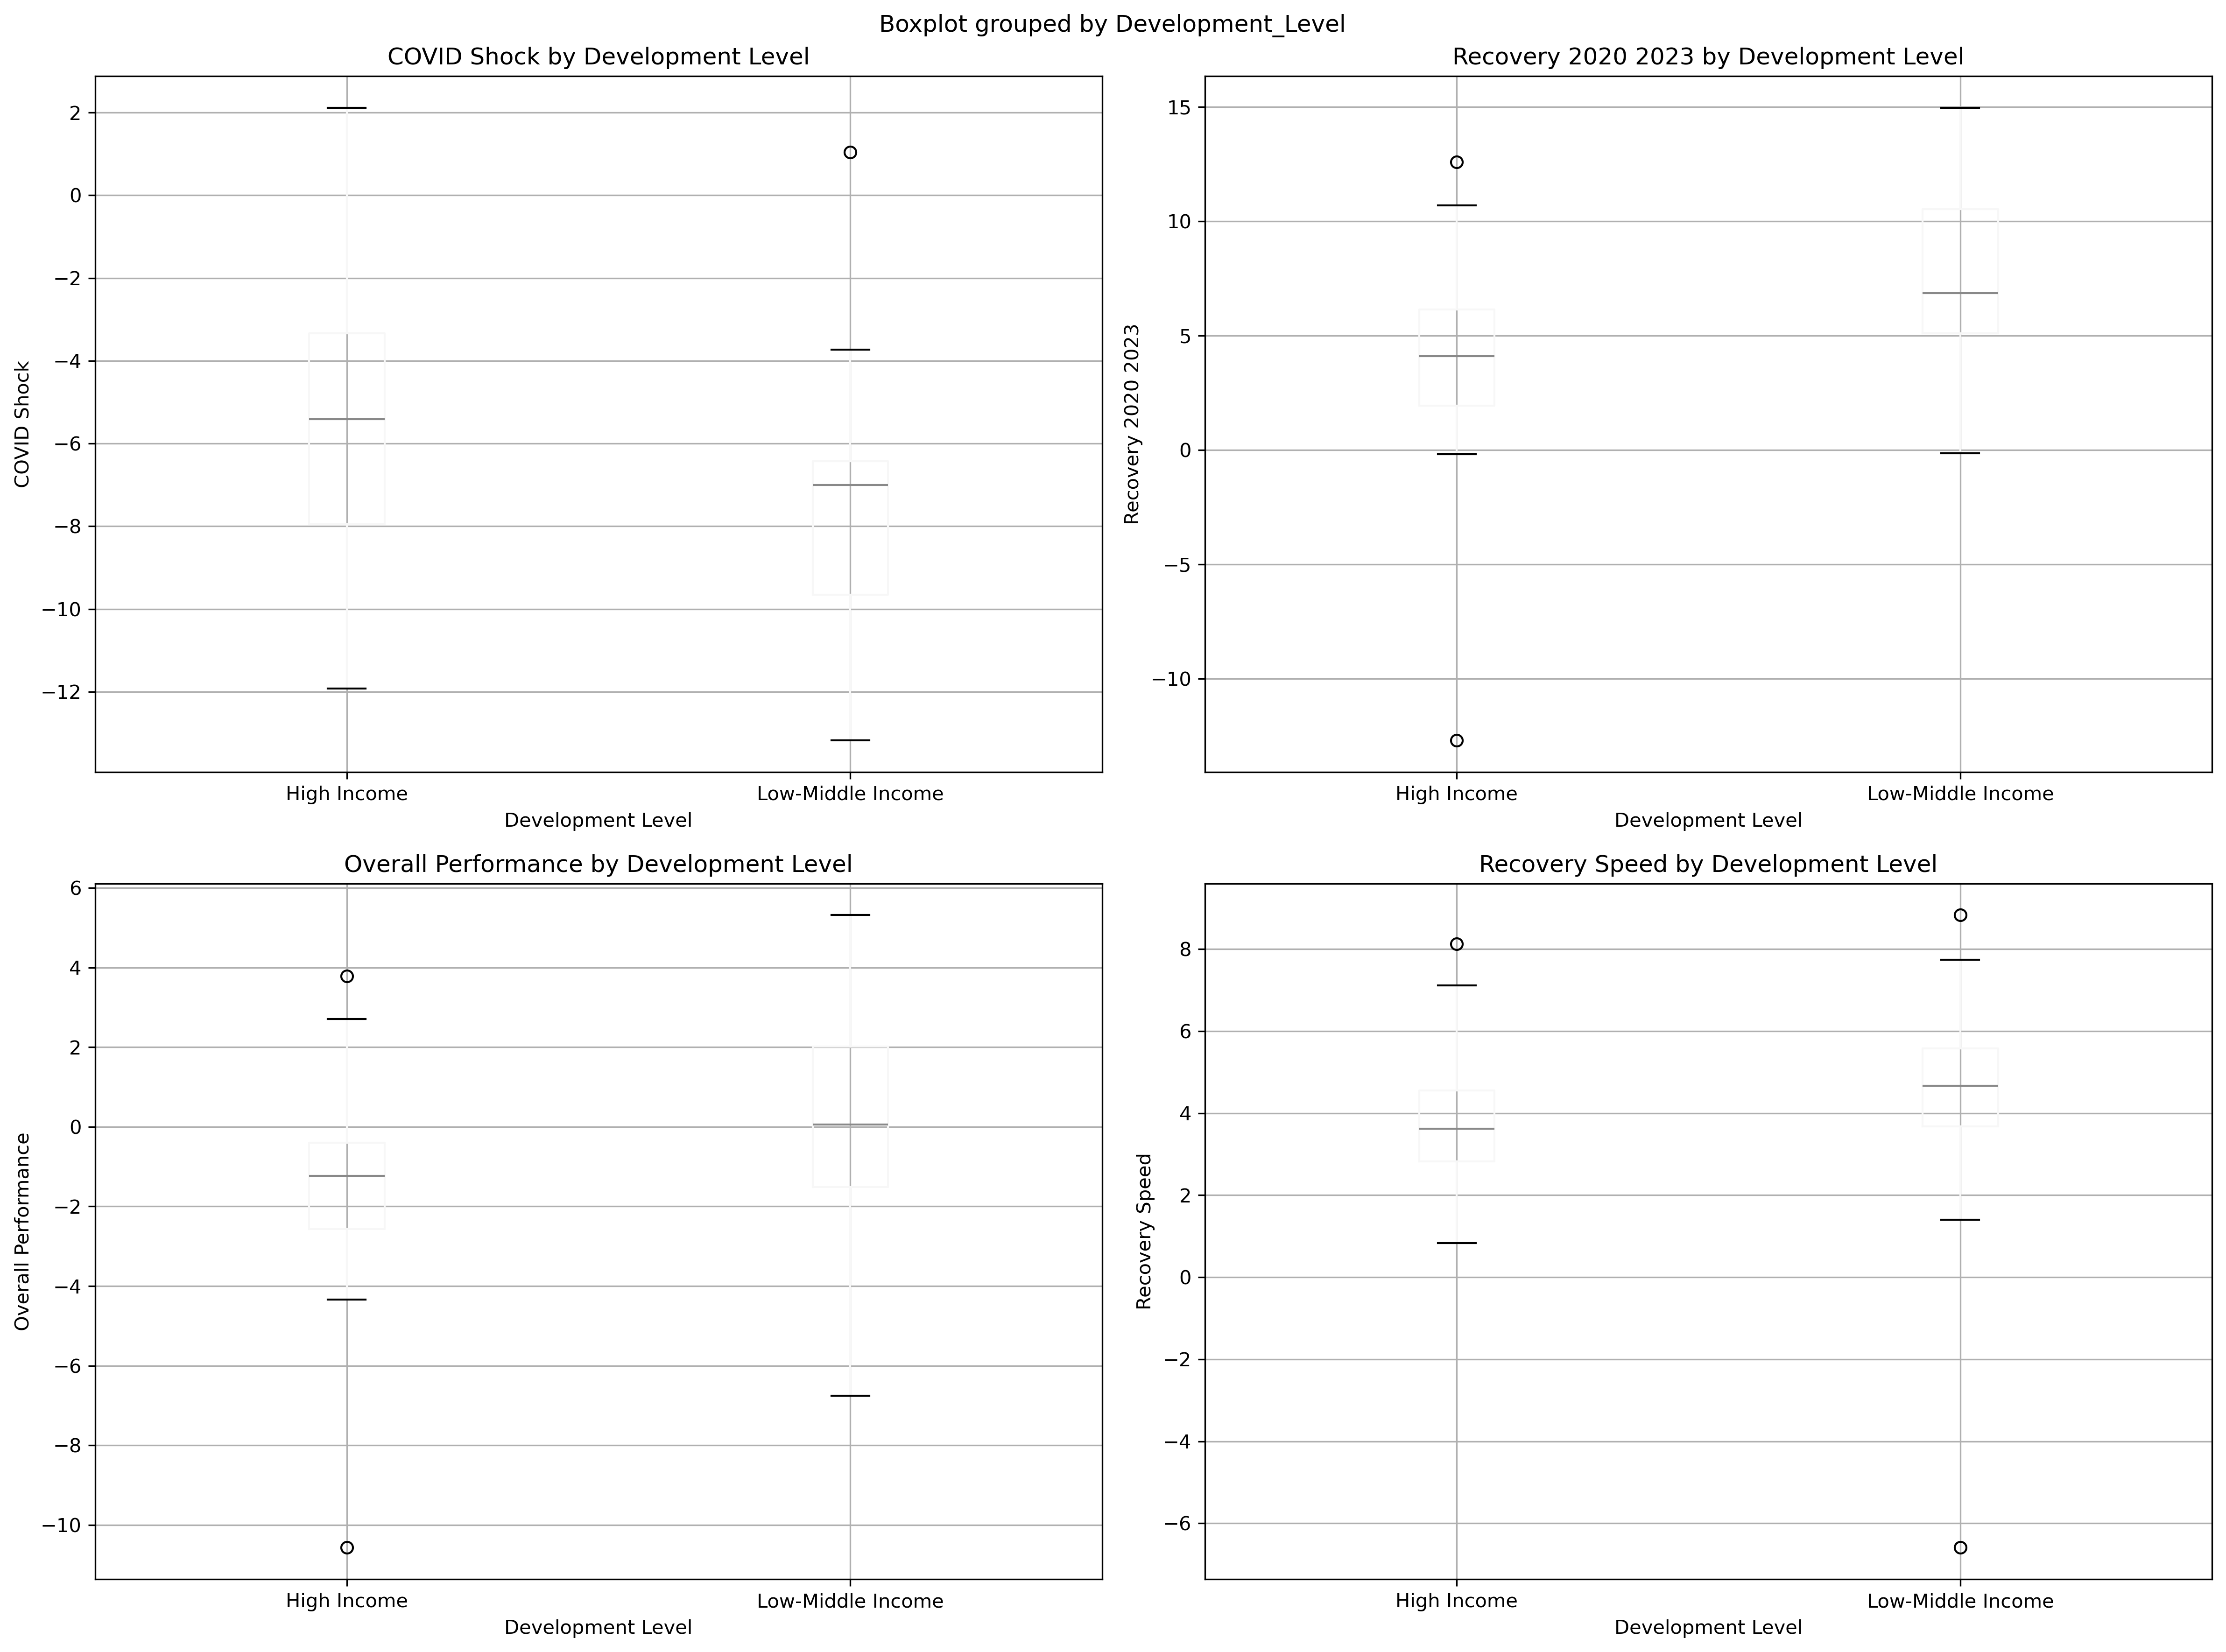 Boxplot grouped by Development_Level
COVID Shock by Development Level
2
0
−2
−4
−6
−8
−10
−12
COVID Shock
High Income
Low-Middle Income
Development Level
Recovery 2020 2023 by Development Level
15
10
5
0
−5
−10
Recovery 2020 2023
High Income
Low-Middle Income
Development Level
Overall Performance by Development Level
6
4
2
0
−2
−4
−6
−8
−10
Overall Performance
High Income
Low-Middle Income
Development Level
Recovery Speed by Development Level
8
6
4
2
0
−2
−4
−6
Recovery Speed
High Income
Low-Middle Income
Development Level